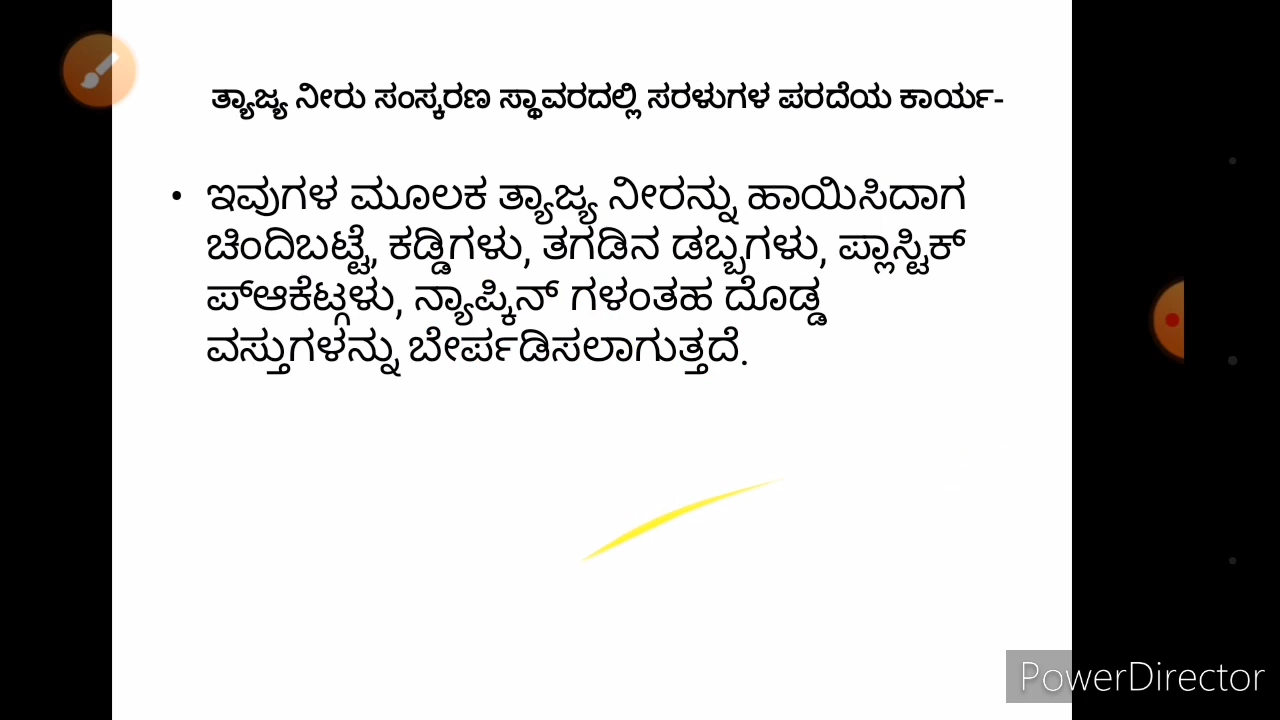 ತ್ಯಾಜ್ಯ ನೀರು ಸಂಸ್ಕರಣ ಸ್ಥಾವರದಲ್ಲಿ ಸರಳುಗಳ ಪರದೆಯ ಕಾರ್ಯ-
• ಇವುಗಳ ಮೂಲಕ ತ್ಯಾಜ್ಯ ನೀರನ್ನು ಹಾಯಿಸಿದಾಗ
ಚಿಂದಿಬಟ್ಟೆ, ಕಡ್ಡಿಗಳು, ತಗಡಿನ ಡಬ್ಬಗಳು, ಪ್ಲಾಸ್ಟಿಕ್
ಪ್ಆಕೆಟ್ಗಳು, ನ್ಯಾಪ್ಕಿನ್ ಗಳಂತಹ ದೊಡ್ಡ
ವಸ್ತುಗಳನ್ನು ಬೇರ್ಪಡಿಸಲಾಗುತ್ತದೆ.
PowerDirector